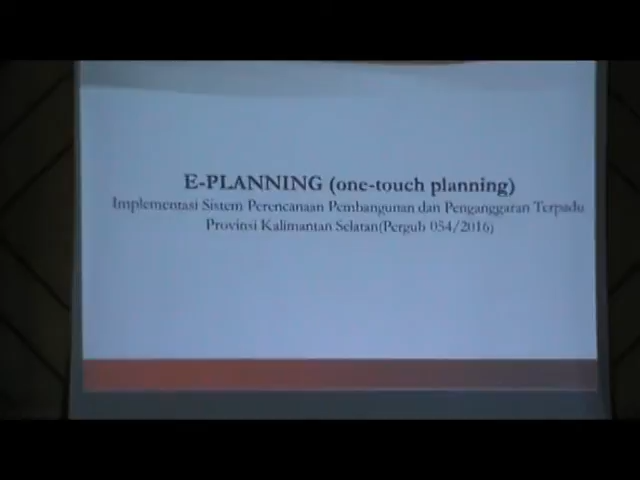 E-PLANNING (one-touch planning)
Implementasi Sistem Perencanaan Pembangunan dan Penganggaran Terpadu
Provinsi Kalimantan Selatan(Pergub 054/2016)